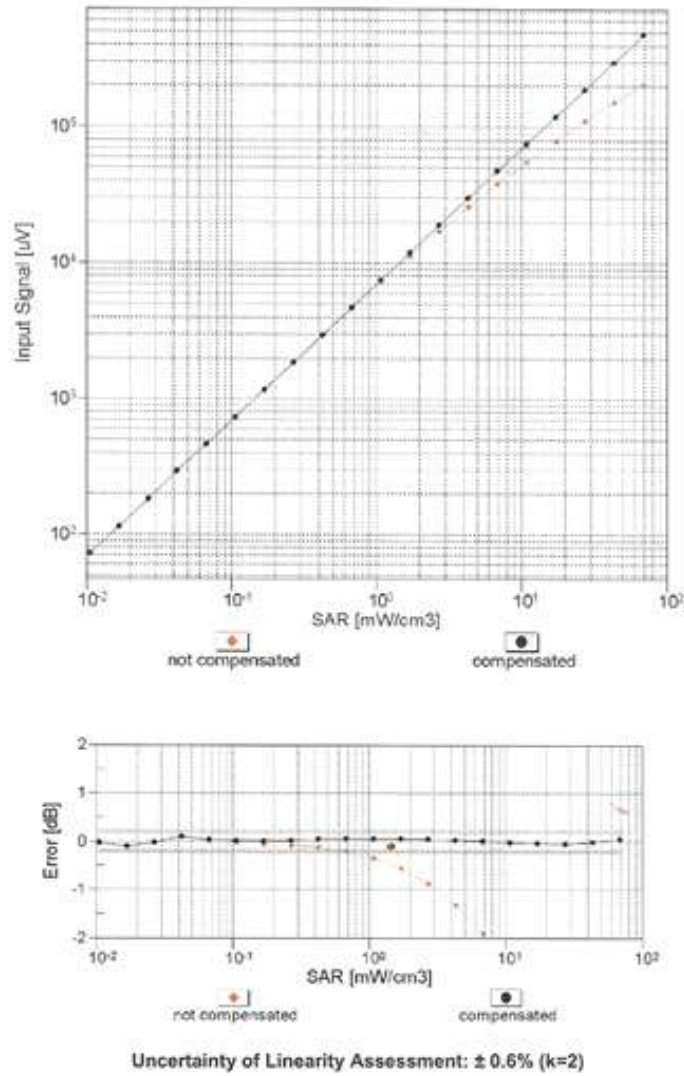 Input Signal [uV]
10⁵
10⁴
10³
10²
10⁻² 10⁻¹ 10⁰ 10¹ 10²
SAR [mW/cm3]
not compensated compensated
Error [dB]
2
1
0
-1
-2
10⁻² 10⁻¹ 10⁰ 10¹ 10²
SAR [mW/cm3]
not compensated compensated
Uncertainty of Linearity Assessment: ± 0.6% (k=2)